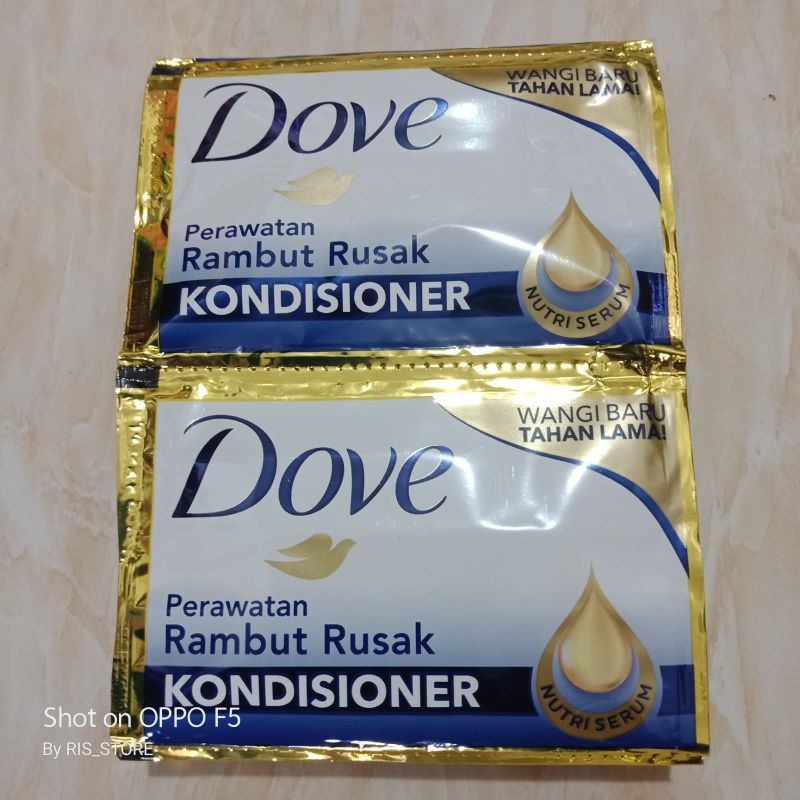 WANGI BARU
TAHAN LAMA!
Dove
Perawatan
Rambut Rusak
KONDISIONER
NUTRI SERUM
WANGI BARU
TAHAN LAMA!
Dove
Perawatan
Rambut Rusak
KONDISIONER
NUTRI SERUM
Shot on OPPO F5
By RIS_STORE